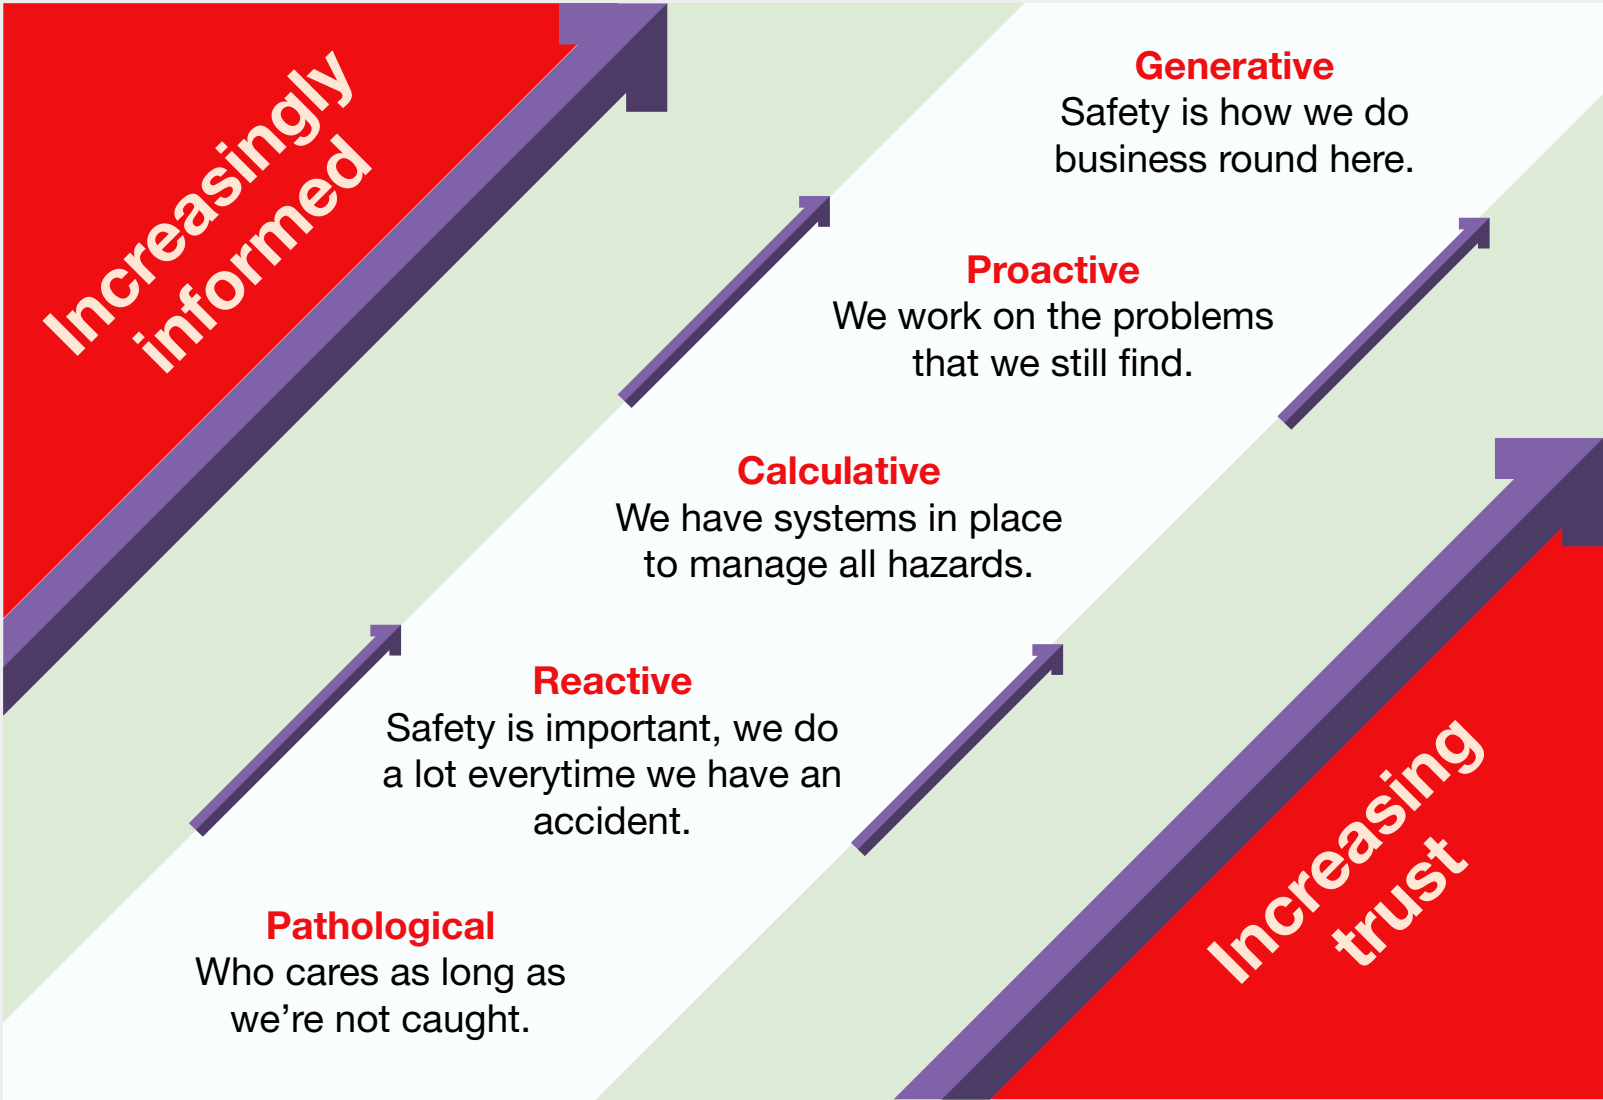 Increasingly
informed
Generative
Safety is how we do
business round here.
Proactive
We work on the problems
that we still find.
Calculative
We have systems in place
to manage all hazards.
Reactive
Safety is important, we do
a lot everytime we have an
accident.
Pathological
Who cares as long as
we’re not caught.
Increasing
trust